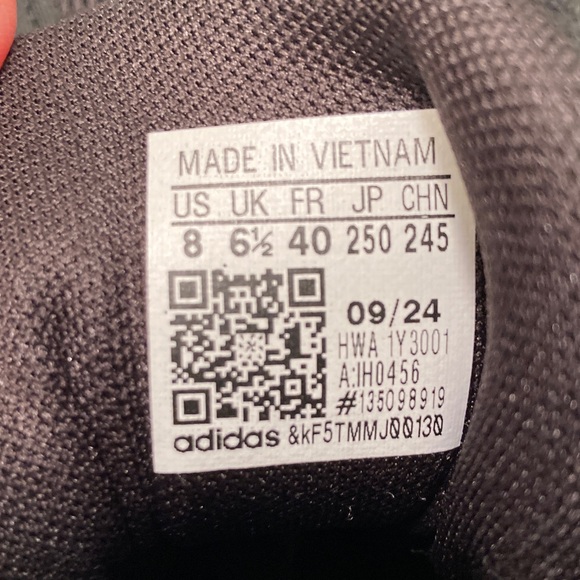 MADE IN VIETNAM
US UK FR JP CHN
8 6½ 40 250 245
09/24
HWA 1Y3001
A:IH0456
#135098919
adidas &kF5TMMJ00130